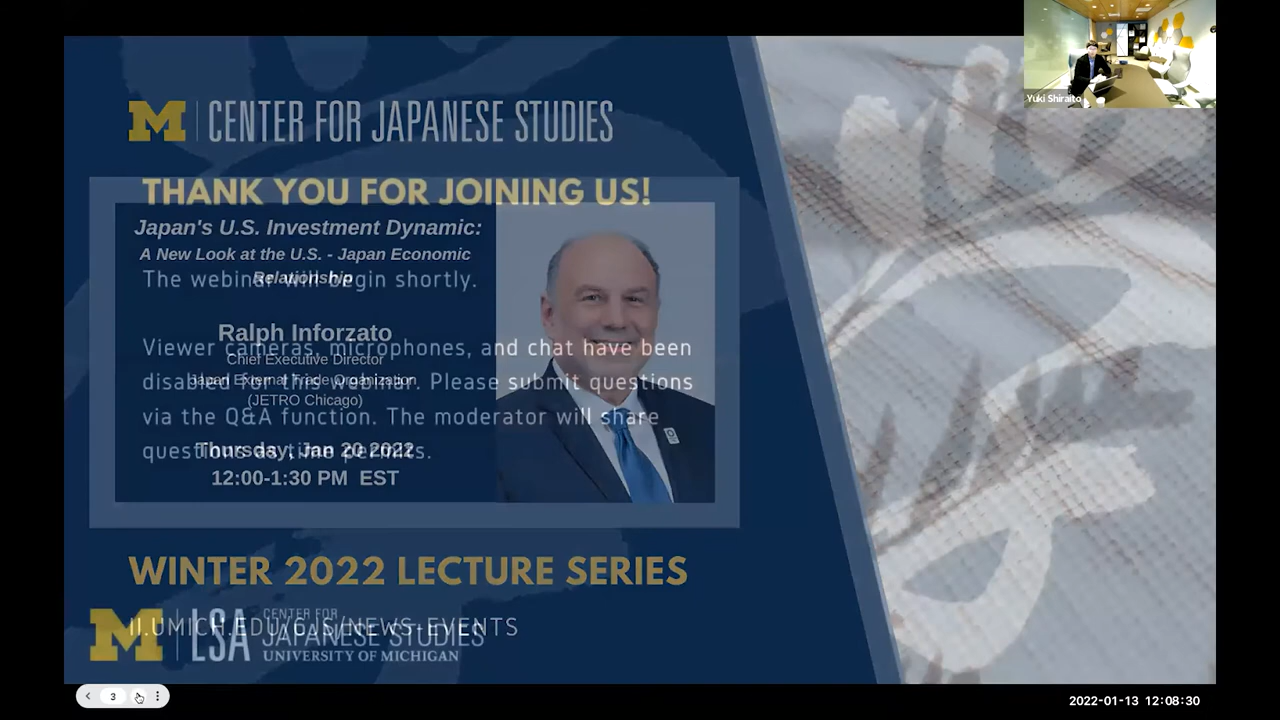 Yuki Shiraito
M CENTER FOR JAPANESE STUDIES
THANK YOU FOR JOINING US!
Japan's U.S. Investment Dynamic:
A New Look at the U.S. - Japan Economic
Relationship
The webinar will begin shortly.
Ralph Inforzato
Chief Executive Director
Japan External Trade Organization
(JETRO Chicago)
Viewer cameras, microphones, and chat have been
disabled for this webinar. Please submit questions
via the Q&A function. The moderator will share
questions as time permits.
Thursday, Jan 20 2022
12:00-1:30 PM EST
WINTER 2022 LECTURE SERIES
II.UMICH.EDU/CJS/NEWS-EVENTS
M LSA CENTER FOR
JAPANESE STUDIES
UNIVERSITY OF MICHIGAN
3
2022-01-13 12:08:30